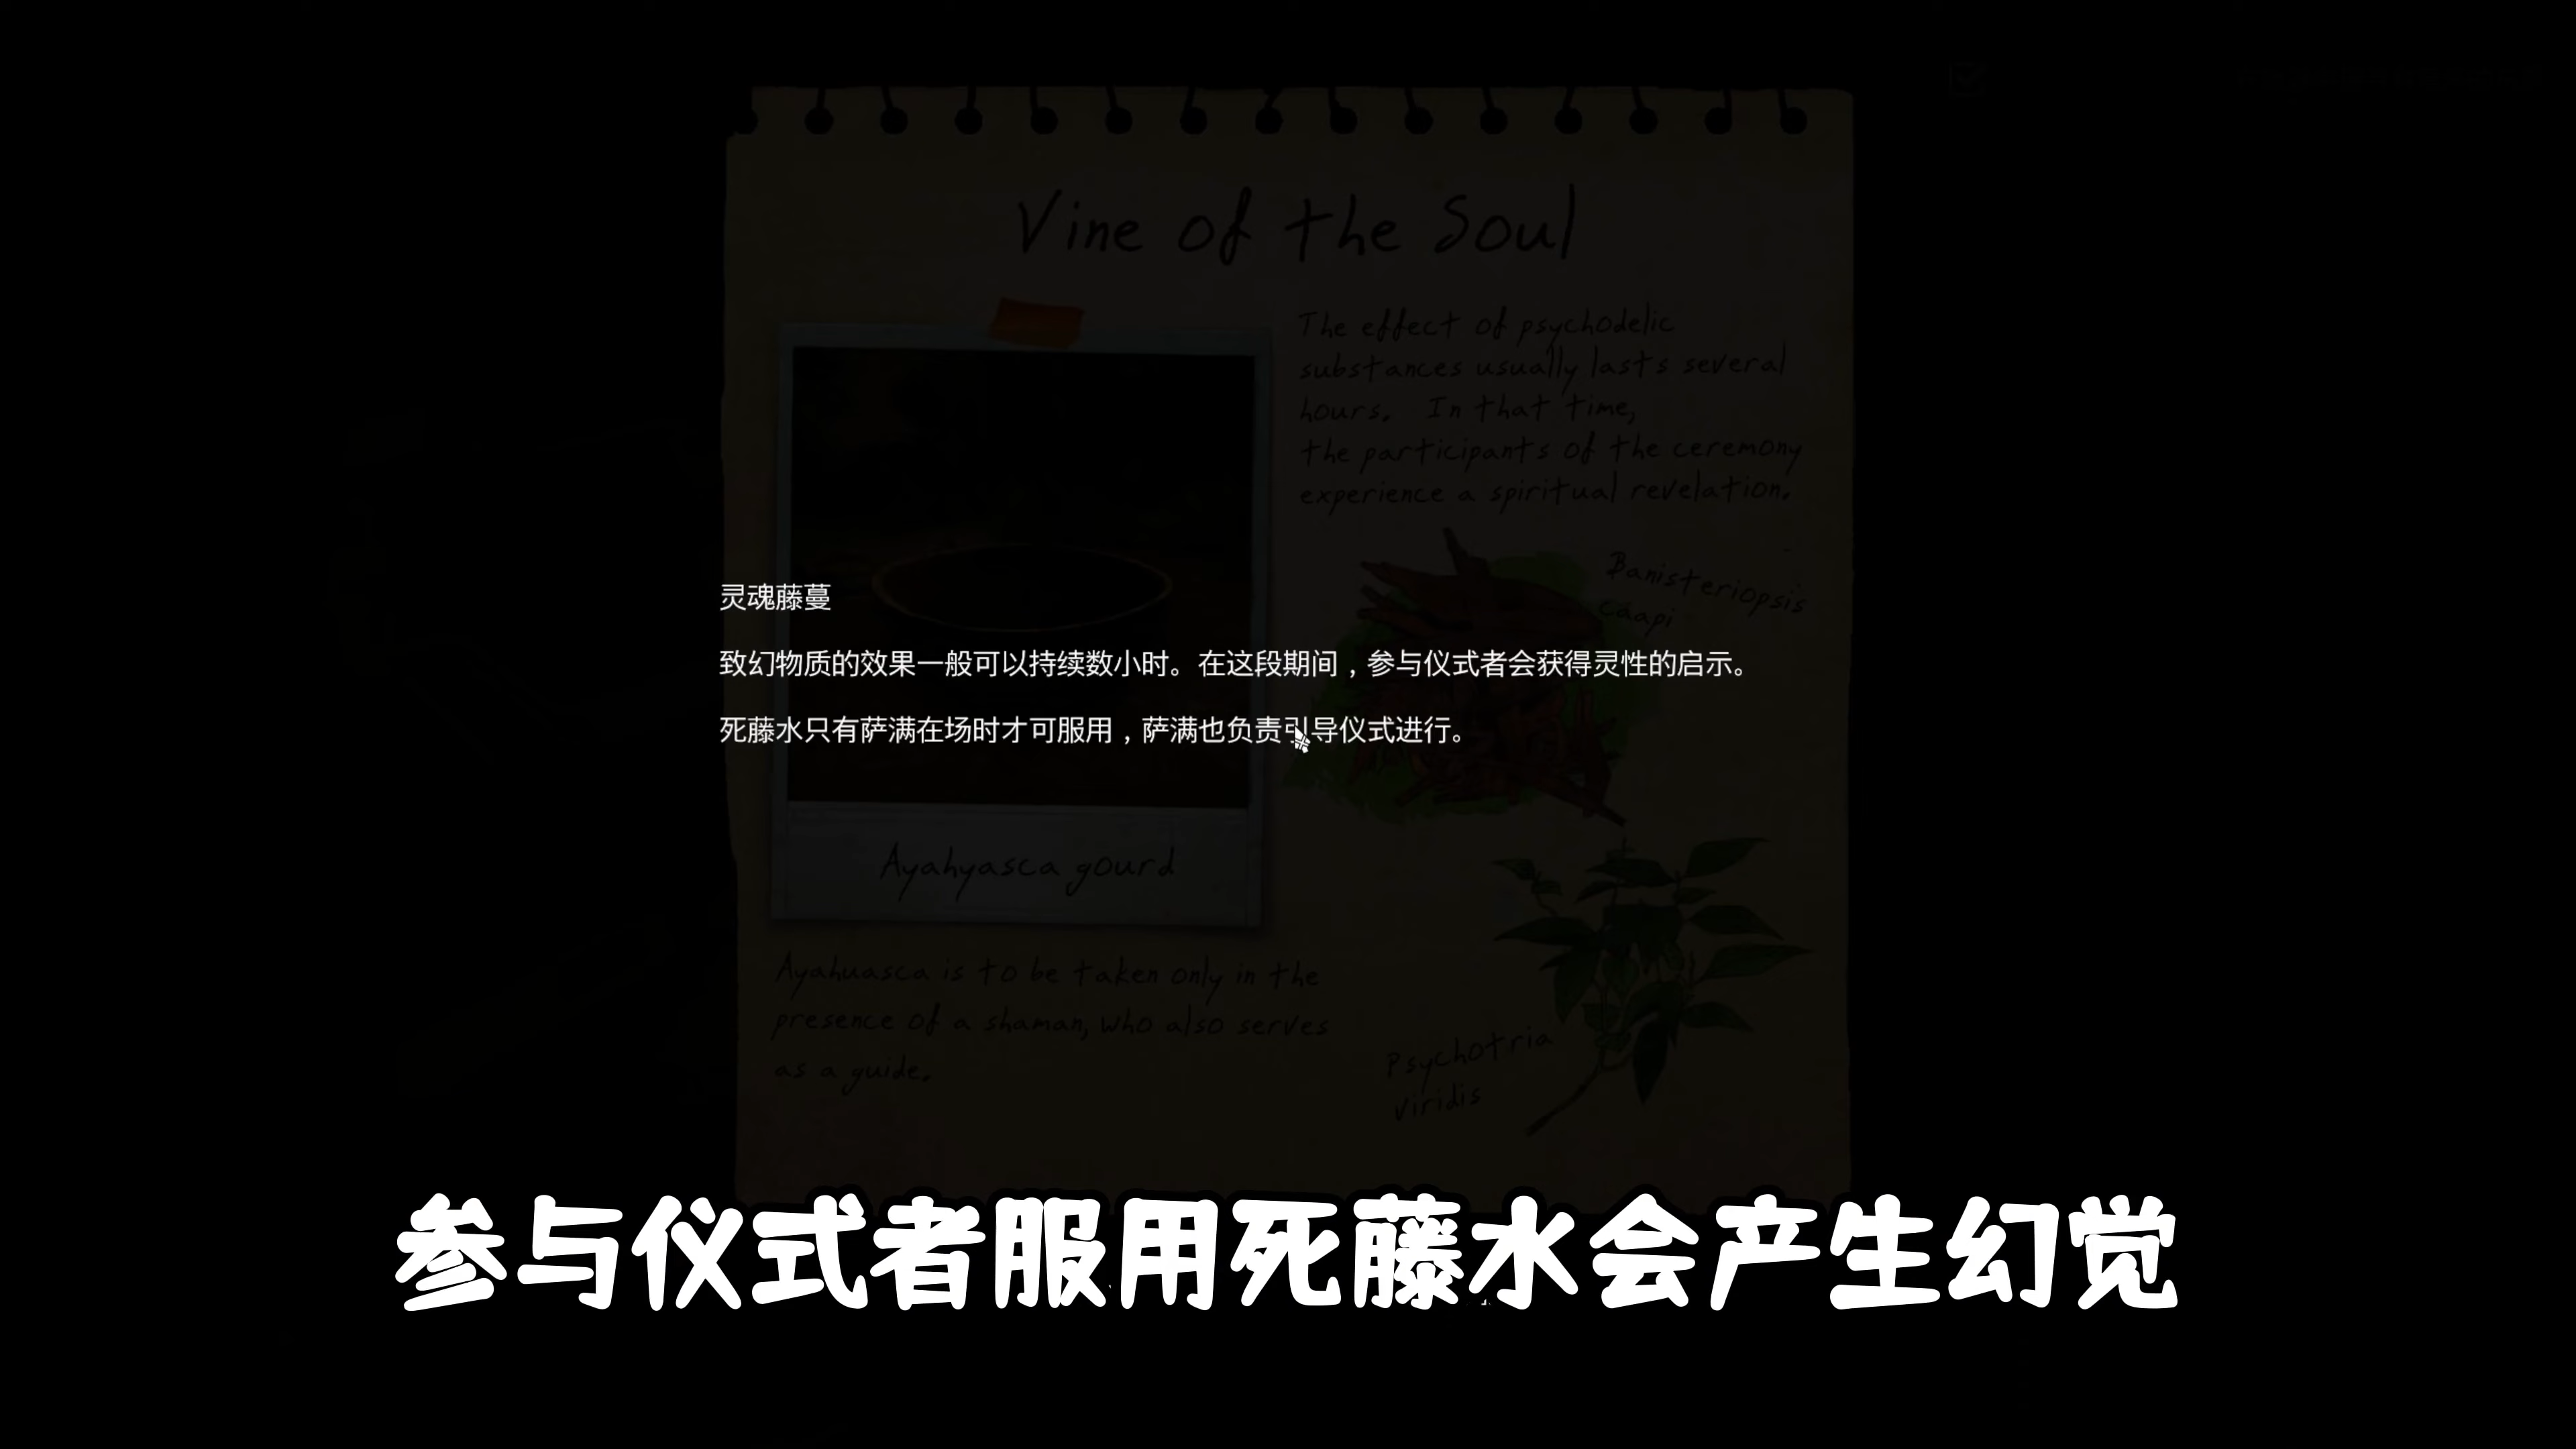 Vine of the Soul
The effect of psychodelic
substances usually lasts several
hours. In that time,
the participants of the ceremony
experience a spiritual revelation.
Banisteriopsis
caapi
灵魂藤蔓
致幻物质的效果一般可以持续数小时。在这段期间，参与仪式者会获得灵性的启示。
死藤水只有萨满在场时才可服用，萨满也负责引导仪式进行。
Ayahyasca gourd
Ayahuasca is to be taken only in the
presence of a shaman, who also serves
as a guide.
Psychotria
viridis
参与仪式者服用死藤水会产生幻觉